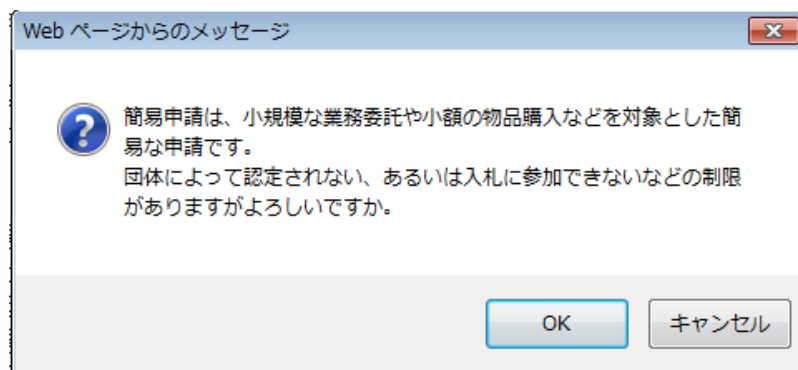 Web ページからのメッセージ
簡易申請は、小規模な業務委託や小額の物品購入などを対象とした簡
易な申請です。
団体によって認定されない、あるいは入札に参加できないなどの制限
がありますがよろしいですか。
OK
キャンセル